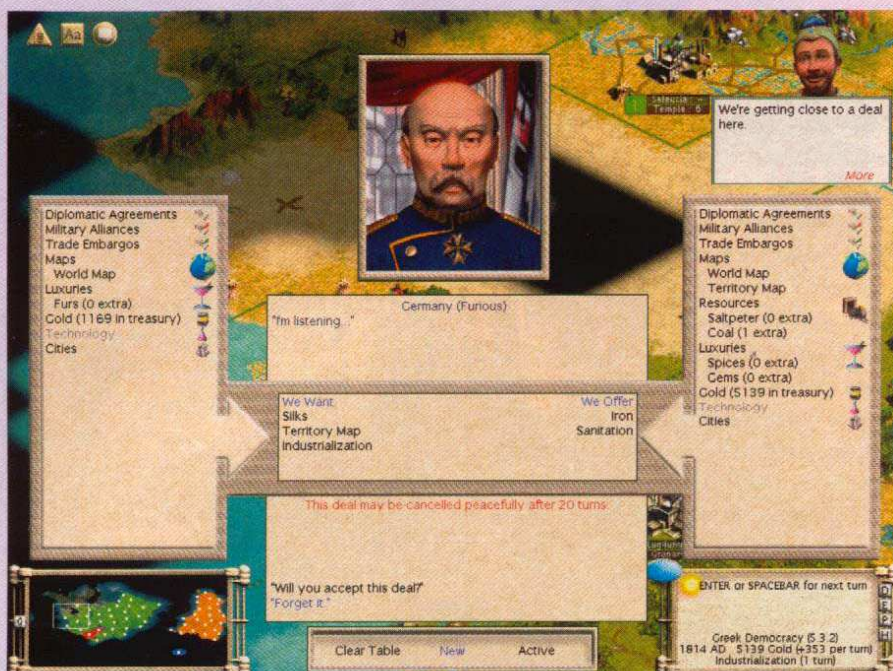 Aa
Seleucia
Temple: 5
We're getting close to a deal
here.
More
Diplomatic Agreements
Military Alliances
Trade Embargos
Maps
World Map
Luxuries
Furs (0 extra)
Gold (1169 in treasury)
Technology
Cities
Germany (Furious)
"I'm listening..."
We Want
Silks
Territory Map
Industrialization
We Offer
Iron
Sanitation
Diplomatic Agreements
Military Alliances
Trade Embargos
Maps
World Map
Territory Map
Resources
Saltpeter (0 extra)
Coal (1 extra)
Luxuries
Spices (0 extra)
Gems (0 extra)
Gold (5139 in treasury)
Technology
Cities
This deal may be cancelled peacefully after 20 turns
"Will you accept this deal?"
"Forget it."
Clear Table
New
Active
ENTER or SPACEBAR for next turn
Greek Democracy (5.3.2)
1814 AD 5139 Gold (+353 per turn)
Industrialization (1 turn)